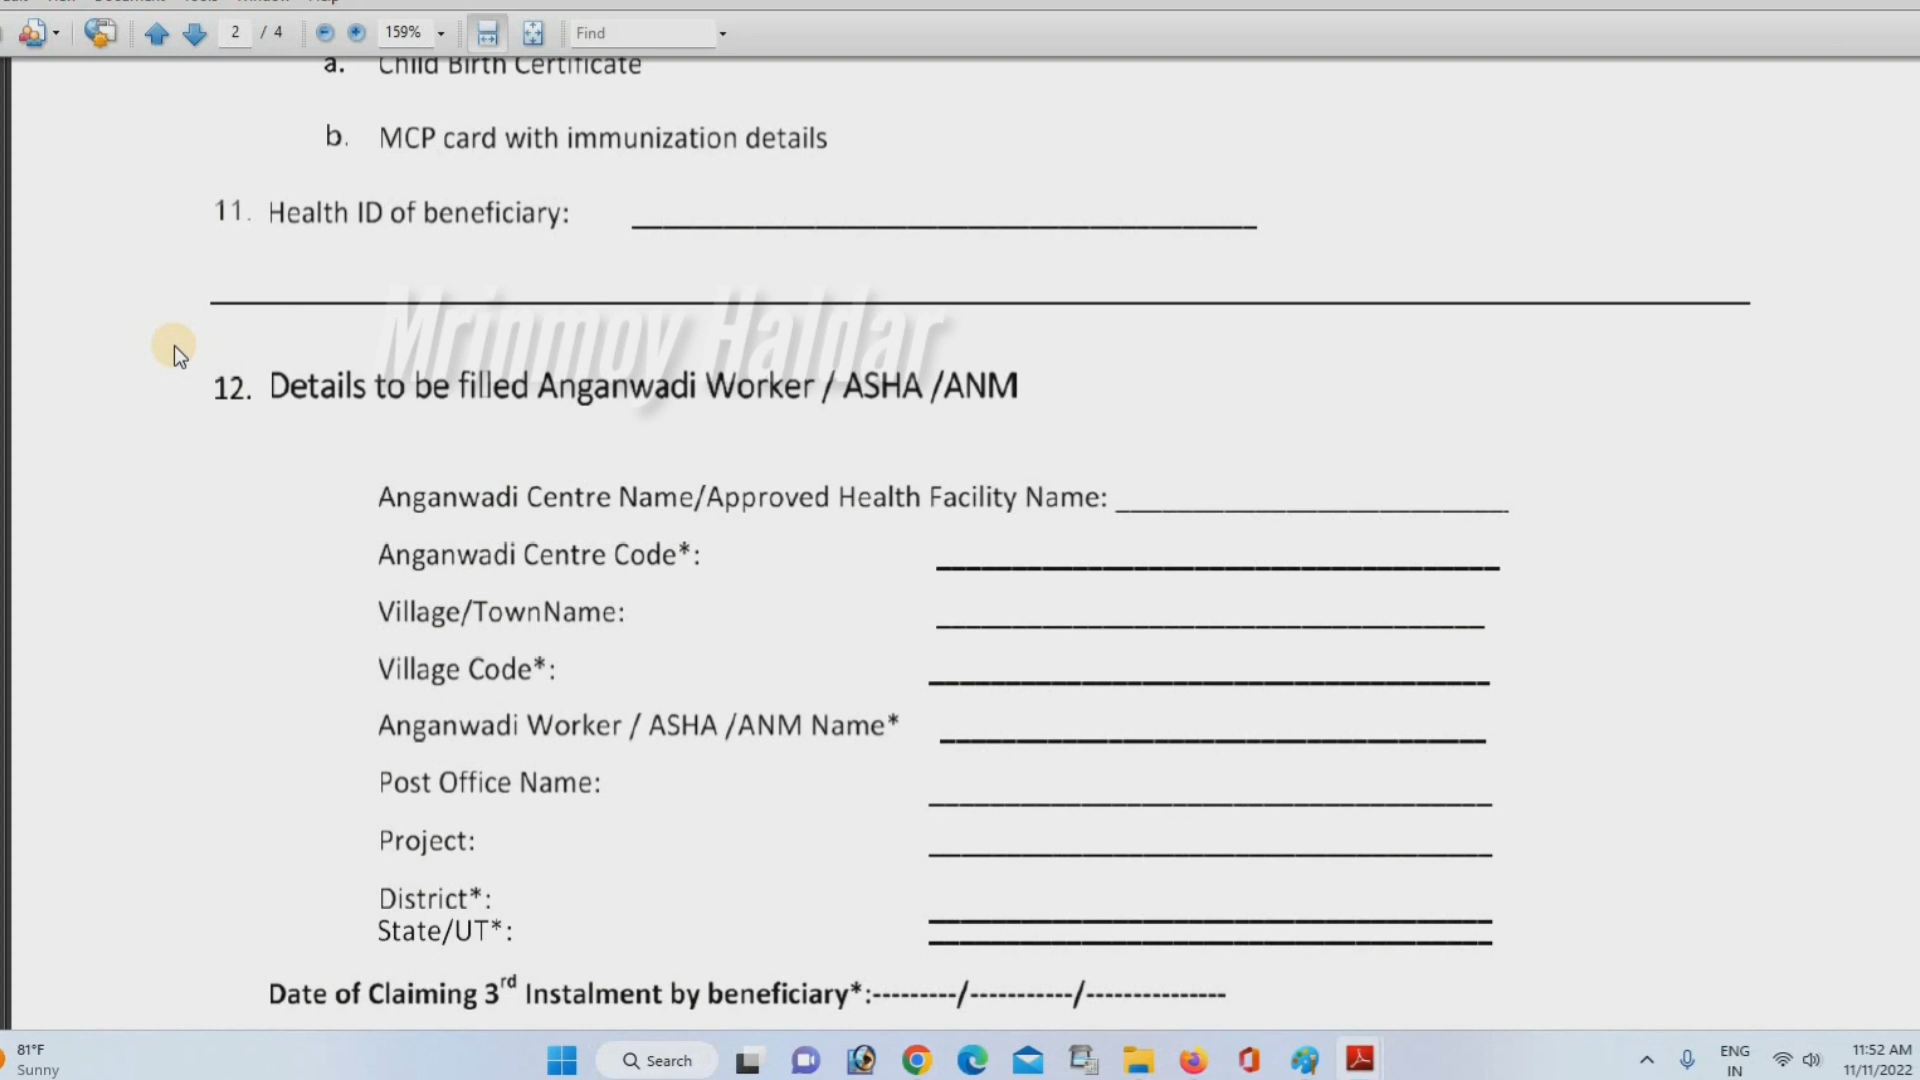 2 / 4 159% Find
a. Child Birth Certificate
b. MCP card with immunization details
11. Health ID of beneficiary:
Mrinmoy Haldar
12. Details to be filled Anganwadi Worker / ASHA /ANM
Anganwadi Centre Name/Approved Health Facility Name:
Anganwadi Centre Code*:
Village/TownName:
Village Code*:
Anganwadi Worker / ASHA /ANM Name*
Post Office Name:
Project:
District*:
State/UT*:
Date of Claiming 3rd Instalment by beneficiary*:---------/-----------/---------------
81°F
Sunny
Search
ENG
IN
11:52 AM
11/11/2022